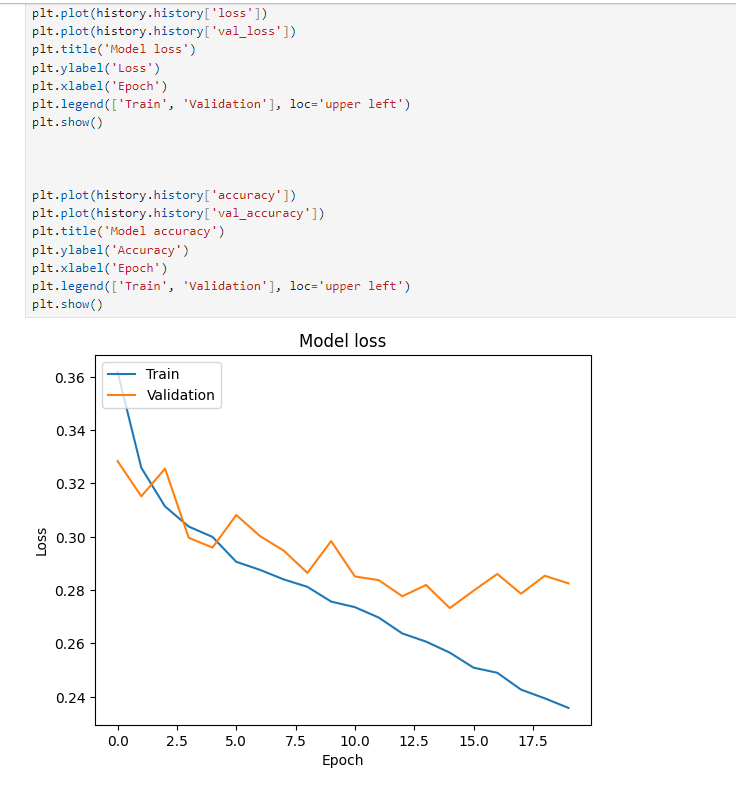 plt.plot(history.history['loss'])
plt.plot(history.history['val_loss'])
plt.title('Model loss')
plt.ylabel('Loss')
plt.xlabel('Epoch')
plt.legend(['Train', 'Validation'], loc='upper left')
plt.show()
plt.plot(history.history['accuracy'])
plt.plot(history.history['val_accuracy'])
plt.title('Model accuracy')
plt.ylabel('Accuracy')
plt.xlabel('Epoch')
plt.legend(['Train', 'Validation'], loc='upper left')
plt.show()
Model loss
Train
Validation
0.36
0.34
0.32
0.30
0.28
0.26
0.24
Loss
0.0 2.5 5.0 7.5 10.0 12.5 15.0 17.5
Epoch